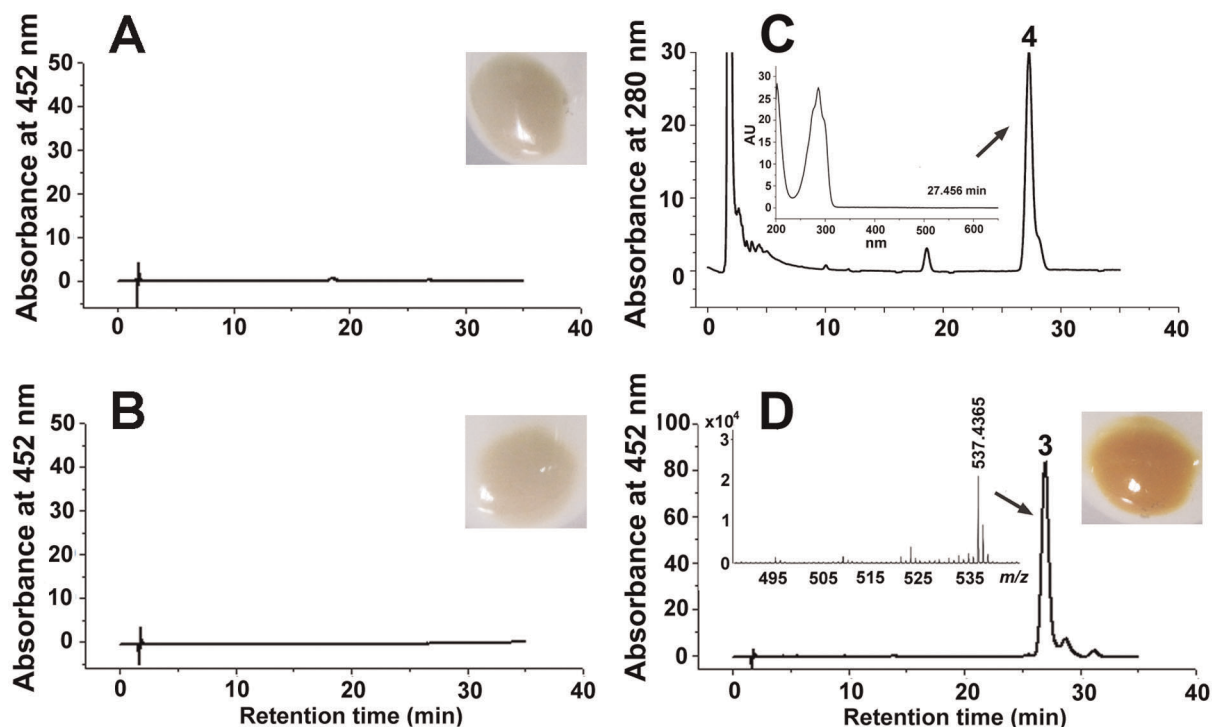 A
Absorbance at 452 nm
50
40
30
20
10
0
0 10 20 30 40
C
4
Absorbance at 280 nm
30
20
10
0
0 10 20 30 40
AU
30
25
20
15
10
5
0
27.456 min
200 300 400 500 600
nm
B
Absorbance at 452 nm
50
40
30
20
10
0
0 10 20 30 40
Retention time (min)
D
3
Absorbance at 452 nm
100
80
60
40
20
0
x10⁴
3
2
1
0
537.4365
495 505 515 525 535 m/z
0 10 20 30 40
Retention time (min)